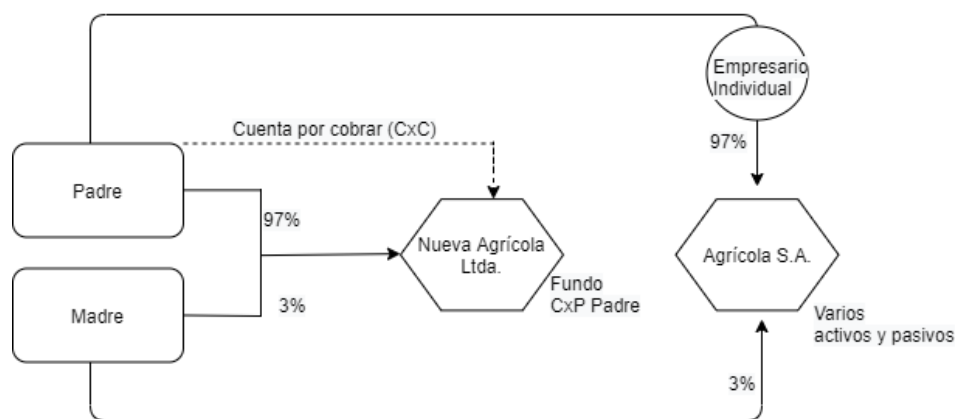 Empresario
Individual
Cuenta por cobrar (CxC)
97%
Padre
97%
Nueva Agrícola
Ltda.
Agrícola S.A.
Fundo
CxP Padre
Madre
3%
Varios
activos y pasivos
3%